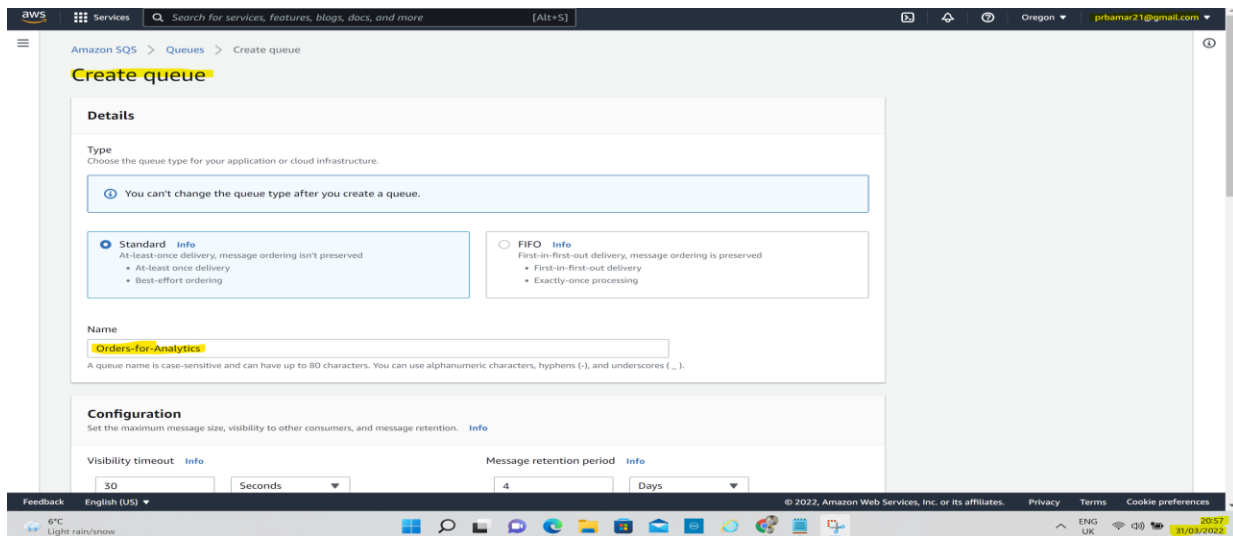 aws Services Search for services, features, blogs, docs, and more [Alt+S] Oregon prbamar21@gmail.com
Amazon SQS > Queues > Create queue
Create queue
Details
Type
Choose the queue type for your application or cloud infrastructure.
You can't change the queue type after you create a queue.
Standard Info
At-least-once delivery, message ordering isn't preserved
• At-least once delivery
• Best-effort ordering
FIFO Info
First-in-first-out delivery, message ordering is preserved
• First-in-first-out delivery
• Exactly-once processing
Name
Orders-for-Analytics
A queue name is case-sensitive and can have up to 80 characters. You can use alphanumeric characters, hyphens (-), and underscores ( _ ).
Configuration
Set the maximum message size, visibility to other consumers, and message retention. Info
Visibility timeout Info
30 Seconds
Message retention period Info
4 Days
Feedback English (US) © 2022, Amazon Web Services, Inc. or its affiliates. Privacy Terms Cookie preferences
6°C
Light rain/snow
ENG
UK
20:57
31/03/2022